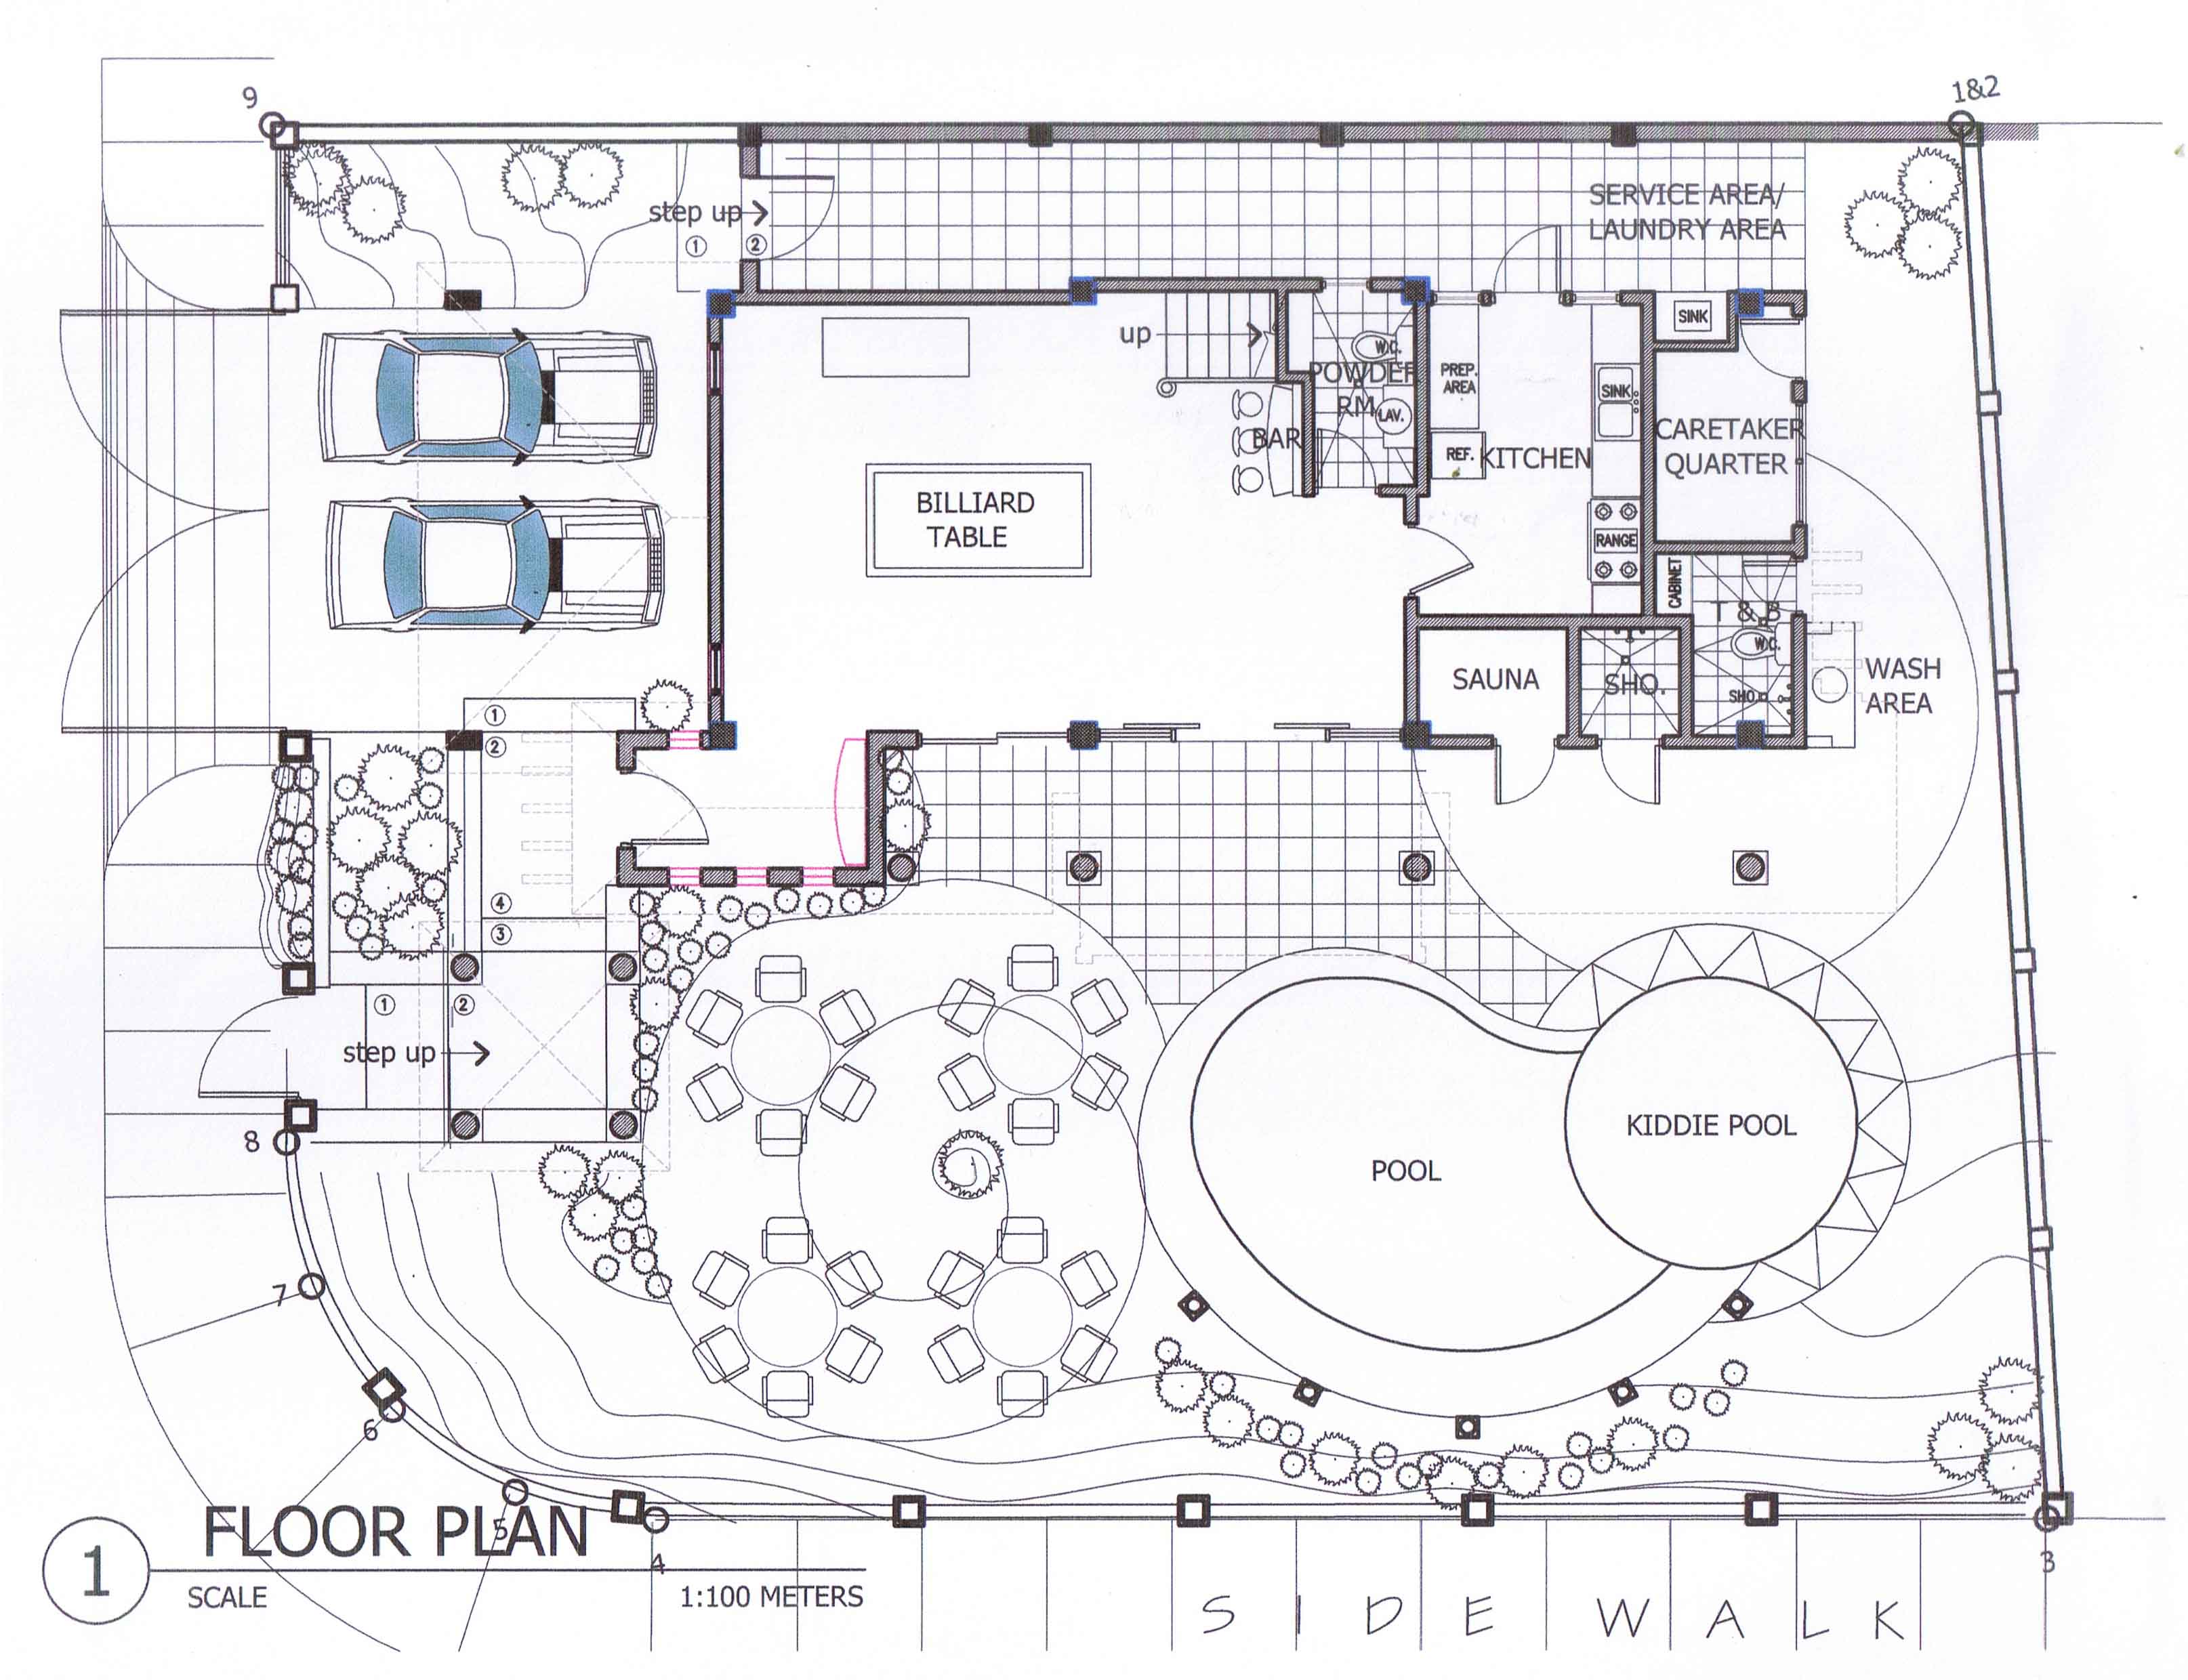 9
1&2
SERVICE AREA/
LAUNDRY AREA
step up
1
2
up
SINK
W.C.
POWDER
RM.
LAV.
PREP.
AREA
SINK
BAR
REF.
KITCHEN
CARETAKER
QUARTER
BILLIARD
TABLE
RANGE
CABINET
T & B
W.C.
SHO.
SAUNA
SHO.
WASH
AREA
1
2
4
3
1
2
step up
8
KIDDIE POOL
POOL
7
6
5
4
3
1
FLOOR PLAN
SCALE
1:100 METERS
SIDEWALK